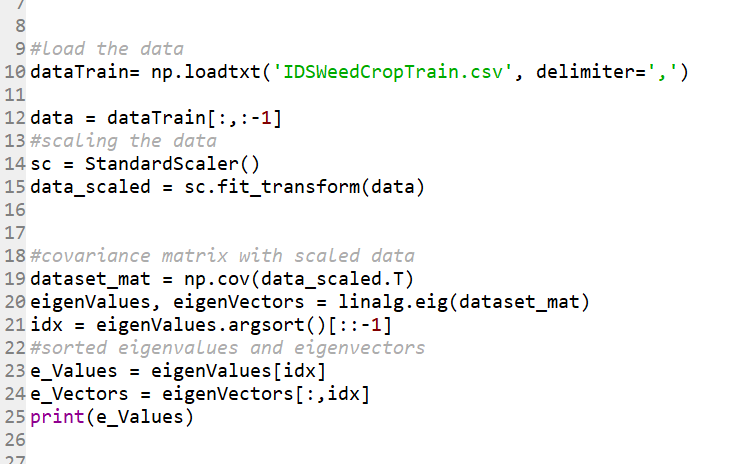 8
9 #load the data
10 dataTrain= np.loadtxt('IDSWeedCropTrain.csv', delimiter=',')
11
12 data = dataTrain[:,:-1]
13 #scaling the data
14 sc = StandardScaler()
15 data_scaled = sc.fit_transform(data)
16
17
18 #covariance matrix with scaled data
19 dataset_mat = np.cov(data_scaled.T)
20 eigenValues, eigenVectors = linalg.eig(dataset_mat)
21 idx = eigenValues.argsort()[::-1]
22 #sorted eigenvalues and eigenvectors
23 e_Values = eigenValues[idx]
24 e_Vectors = eigenVectors[:,idx]
25 print(e_Values)
26
27